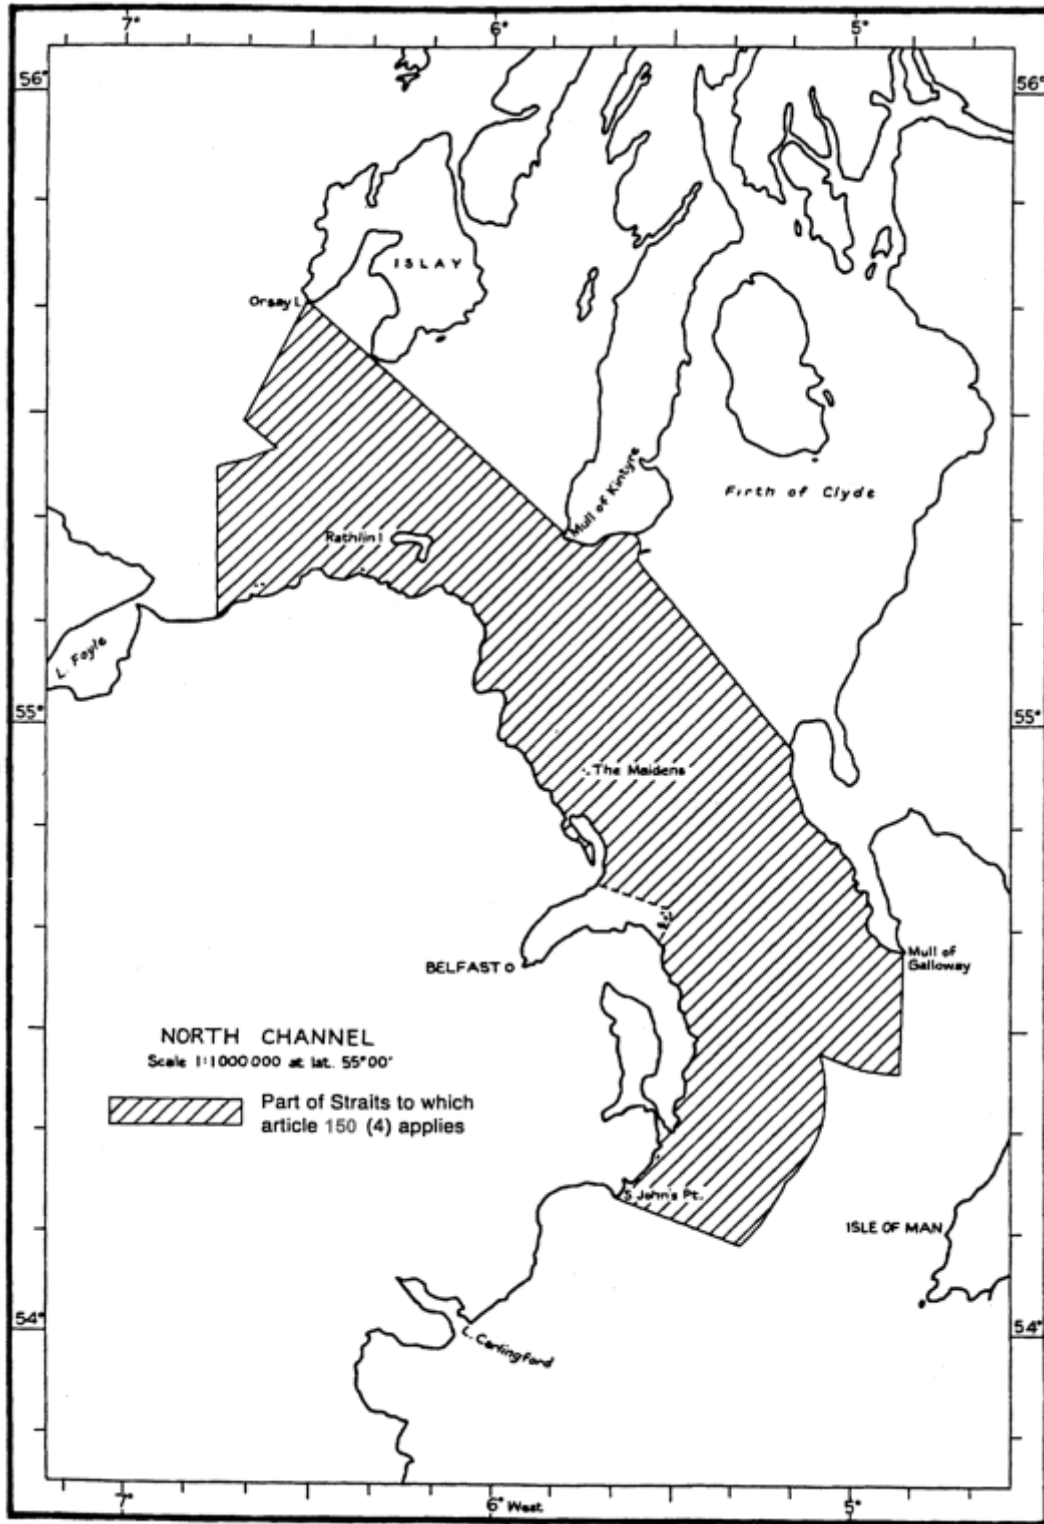 7° 6° 5°
56° 56°
ISLAY
Orsay I.
Mull of Kintyre
Firth of Clyde
Rathlin I
L. Foyle
55° 55°
The Maidens
BELFAST
Mull of
Galloway
NORTH CHANNEL
Scale 1:1000000 at lat. 55°00'
Part of Straits to which
article 150 (4) applies
S John's Pt.
ISLE OF MAN
54° 54°
L. Carlingford
7° 6° West 5°